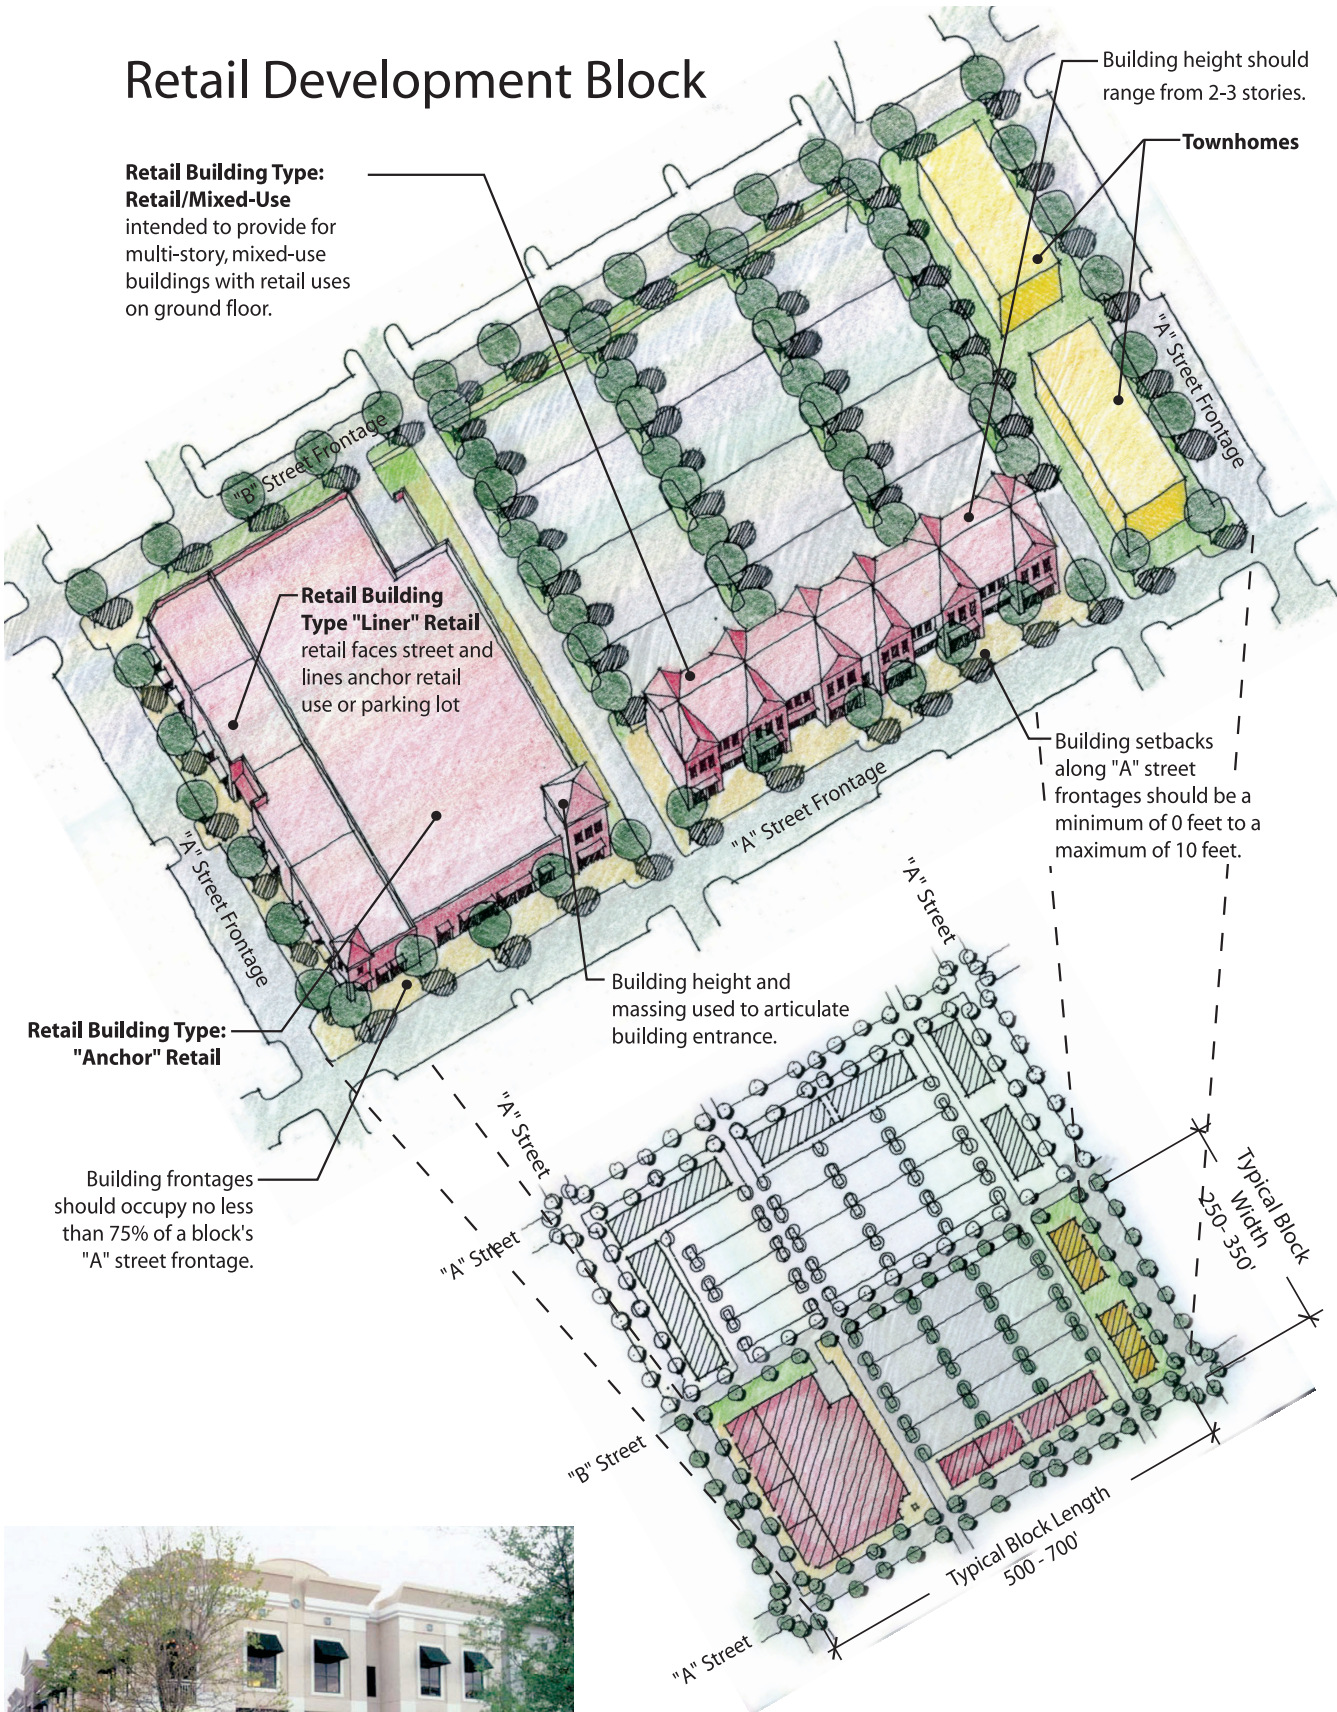 Retail Development Block
Building height should
range from 2-3 stories.
Townhomes
Retail Building Type:
Retail/Mixed-Use
intended to provide for
multi-story, mixed-use
buildings with retail uses
on ground floor.
"A" Street Frontage
"B" Street Frontage
Retail Building
Type "Liner" Retail
retail faces street and
lines anchor retail
use or parking lot
Building setbacks
along "A" street
frontages should be a
minimum of 0 feet to a
maximum of 10 feet.
"A" Street Frontage
"A" Street Frontage
"A" Street
Building height and
massing used to articulate
building entrance.
Retail Building Type:
"Anchor" Retail
"A" Street
Building frontages
should occupy no less
than 75% of a block's
"A" street frontage.
"A" Street
Typical Block
Width
250- 350'
"B" Street
Typical Block Length
500 - 700'
"A" Street